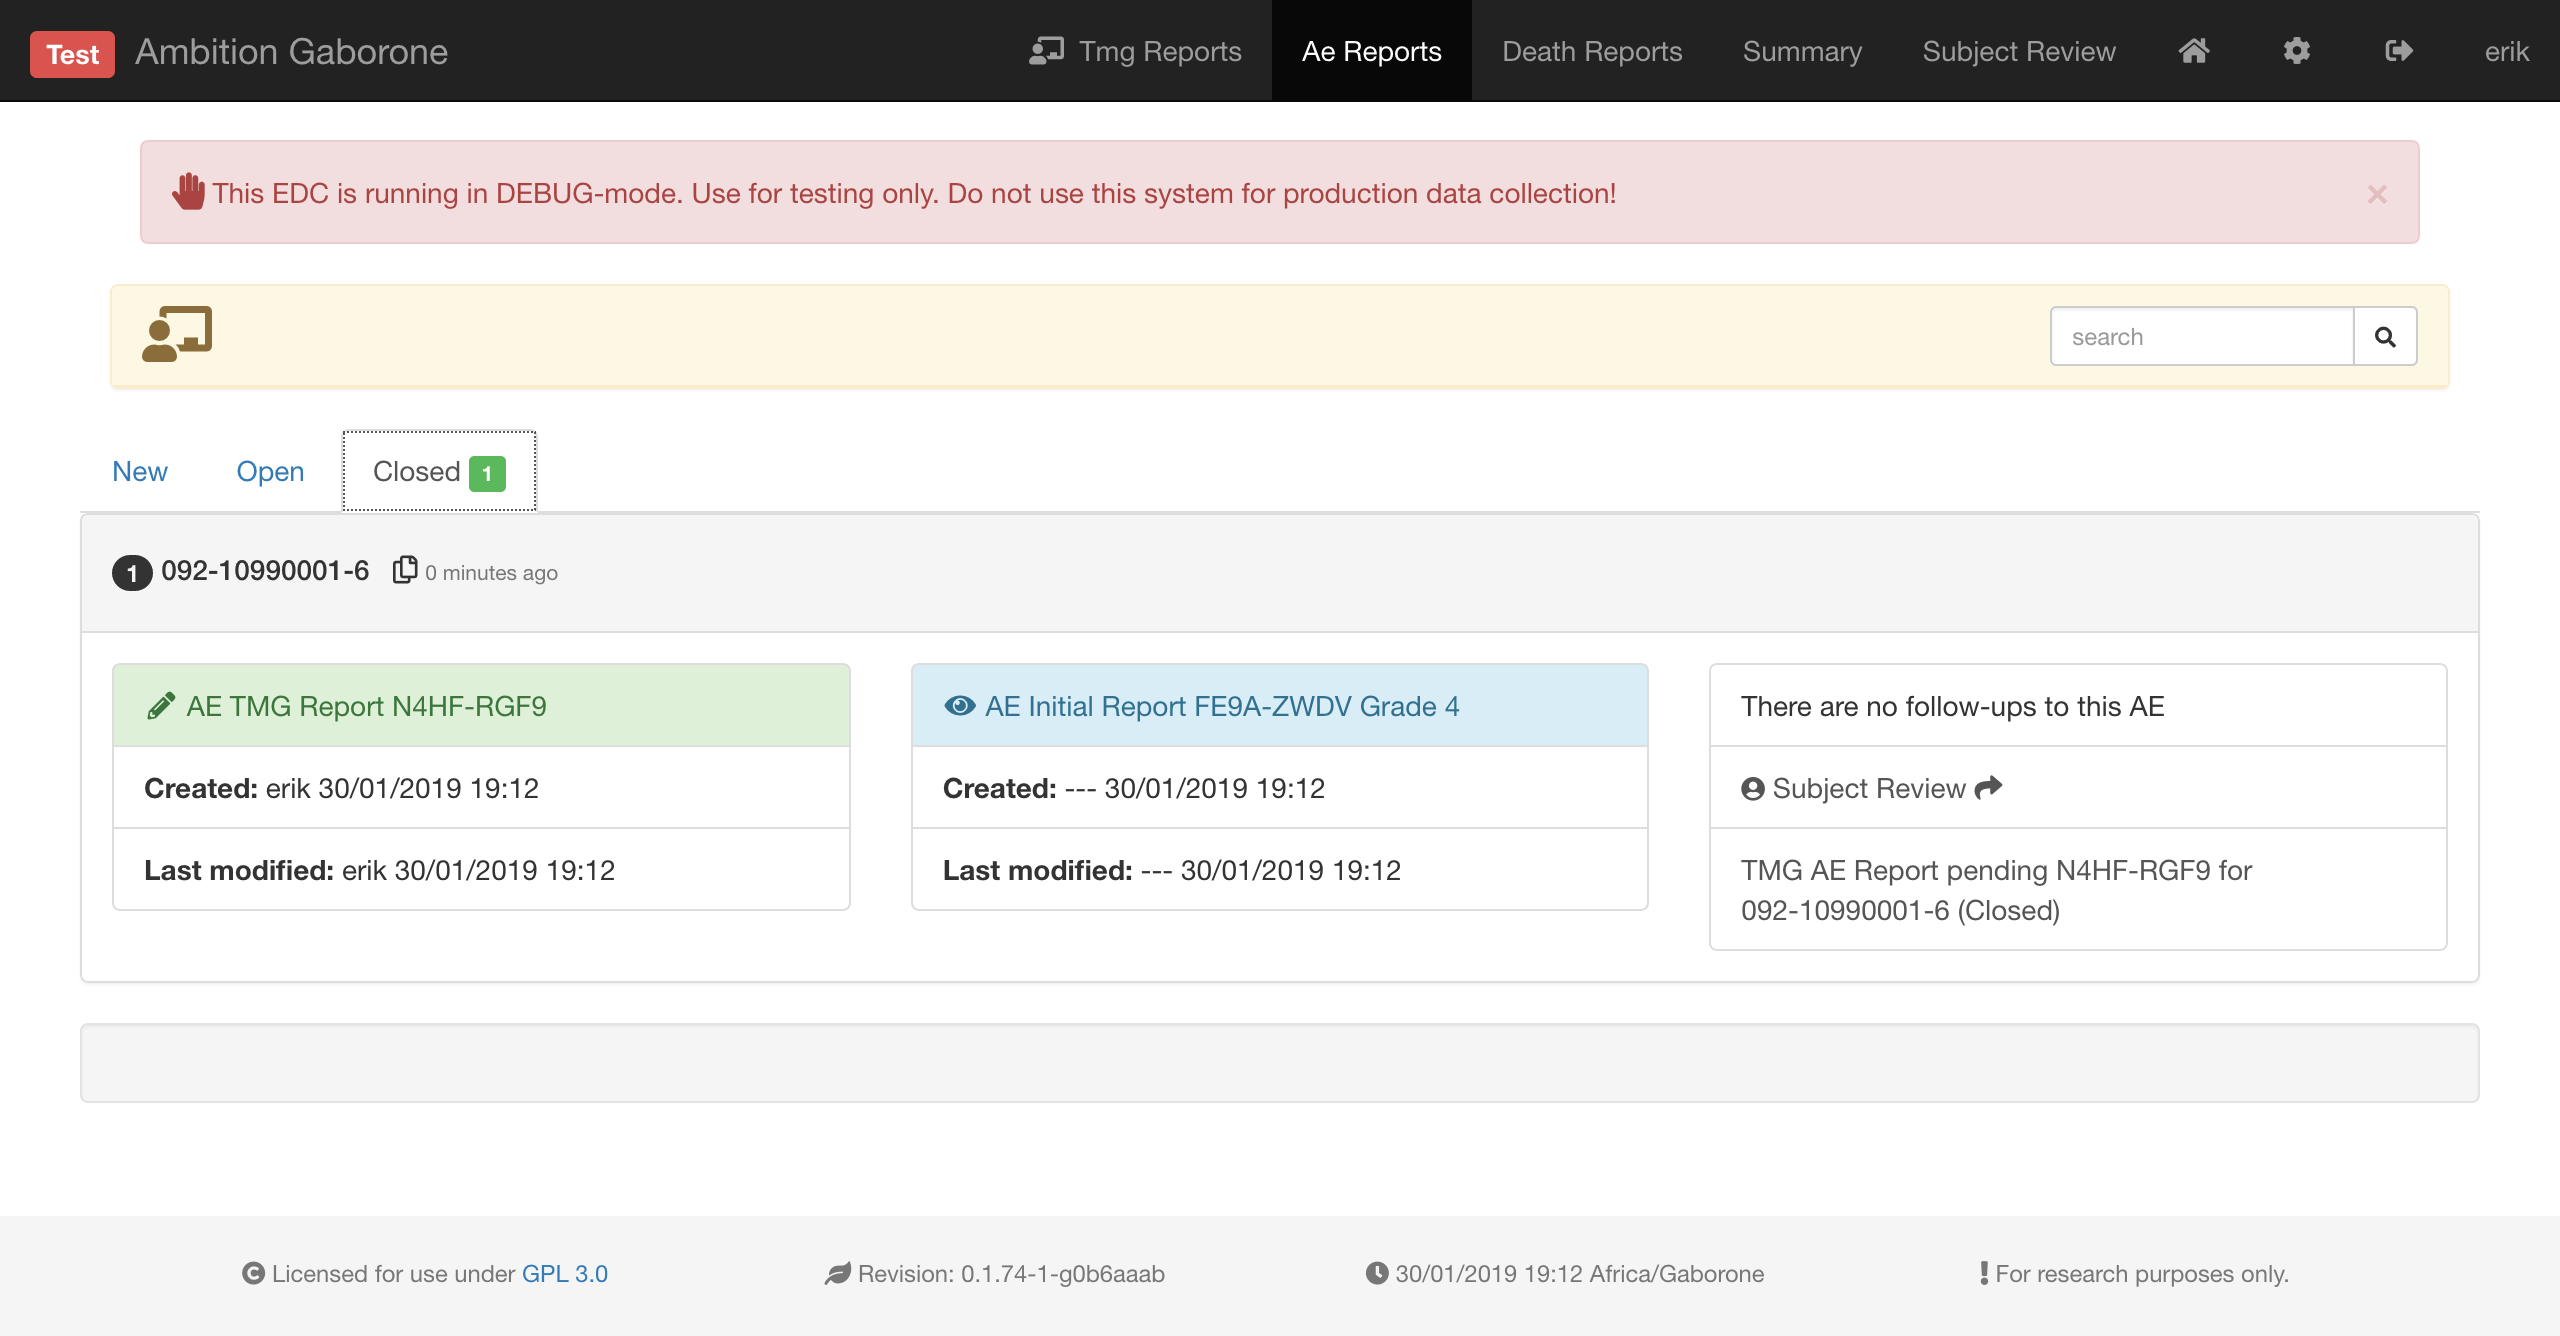 Test Ambition Gaborone Tmg Reports Ae Reports Death Reports Summary Subject Review erik
This EDC is running in DEBUG-mode. Use for testing only. Do not use this system for production data collection! ×
search
New Open Closed 1
1 092-10990001-6 0 minutes ago
AE TMG Report N4HF-RGF9
Created: erik 30/01/2019 19:12
Last modified: erik 30/01/2019 19:12
AE Initial Report FE9A-ZWDV Grade 4
Created: --- 30/01/2019 19:12
Last modified: --- 30/01/2019 19:12
There are no follow-ups to this AE
Subject Review
TMG AE Report pending N4HF-RGF9 for
092-10990001-6 (Closed)
Licensed for use under GPL 3.0 Revision: 0.1.74-1-g0b6aaab 30/01/2019 19:12 Africa/Gaborone For research purposes only.